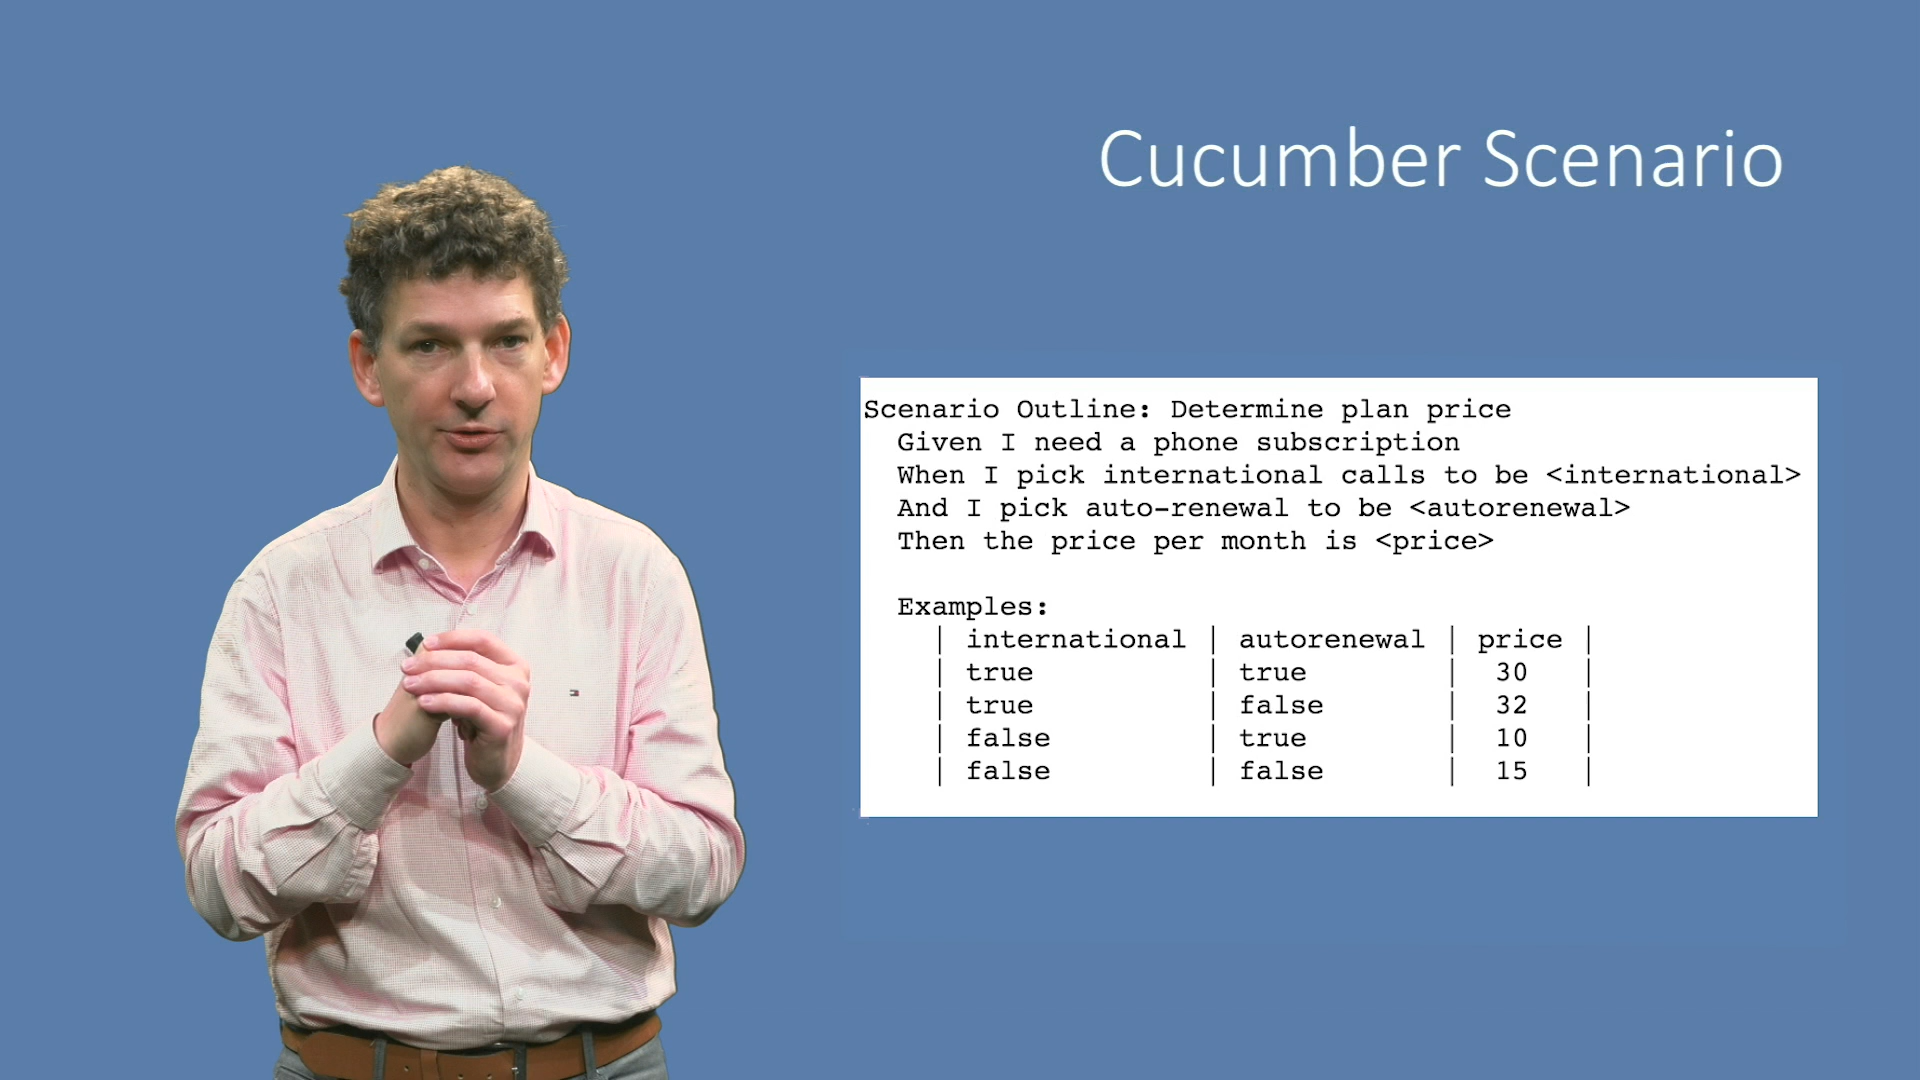 Cucumber Scenario
Scenario Outline: Determine plan price
Given I need a phone subscription
When I pick international calls to be <international>
And I pick auto-renewal to be <autorenewal>
Then the price per month is <price>
Examples:
| international | autorenewal | price |
| true | true | 30 |
| true | false | 32 |
| false | true | 10 |
| false | false | 15 |